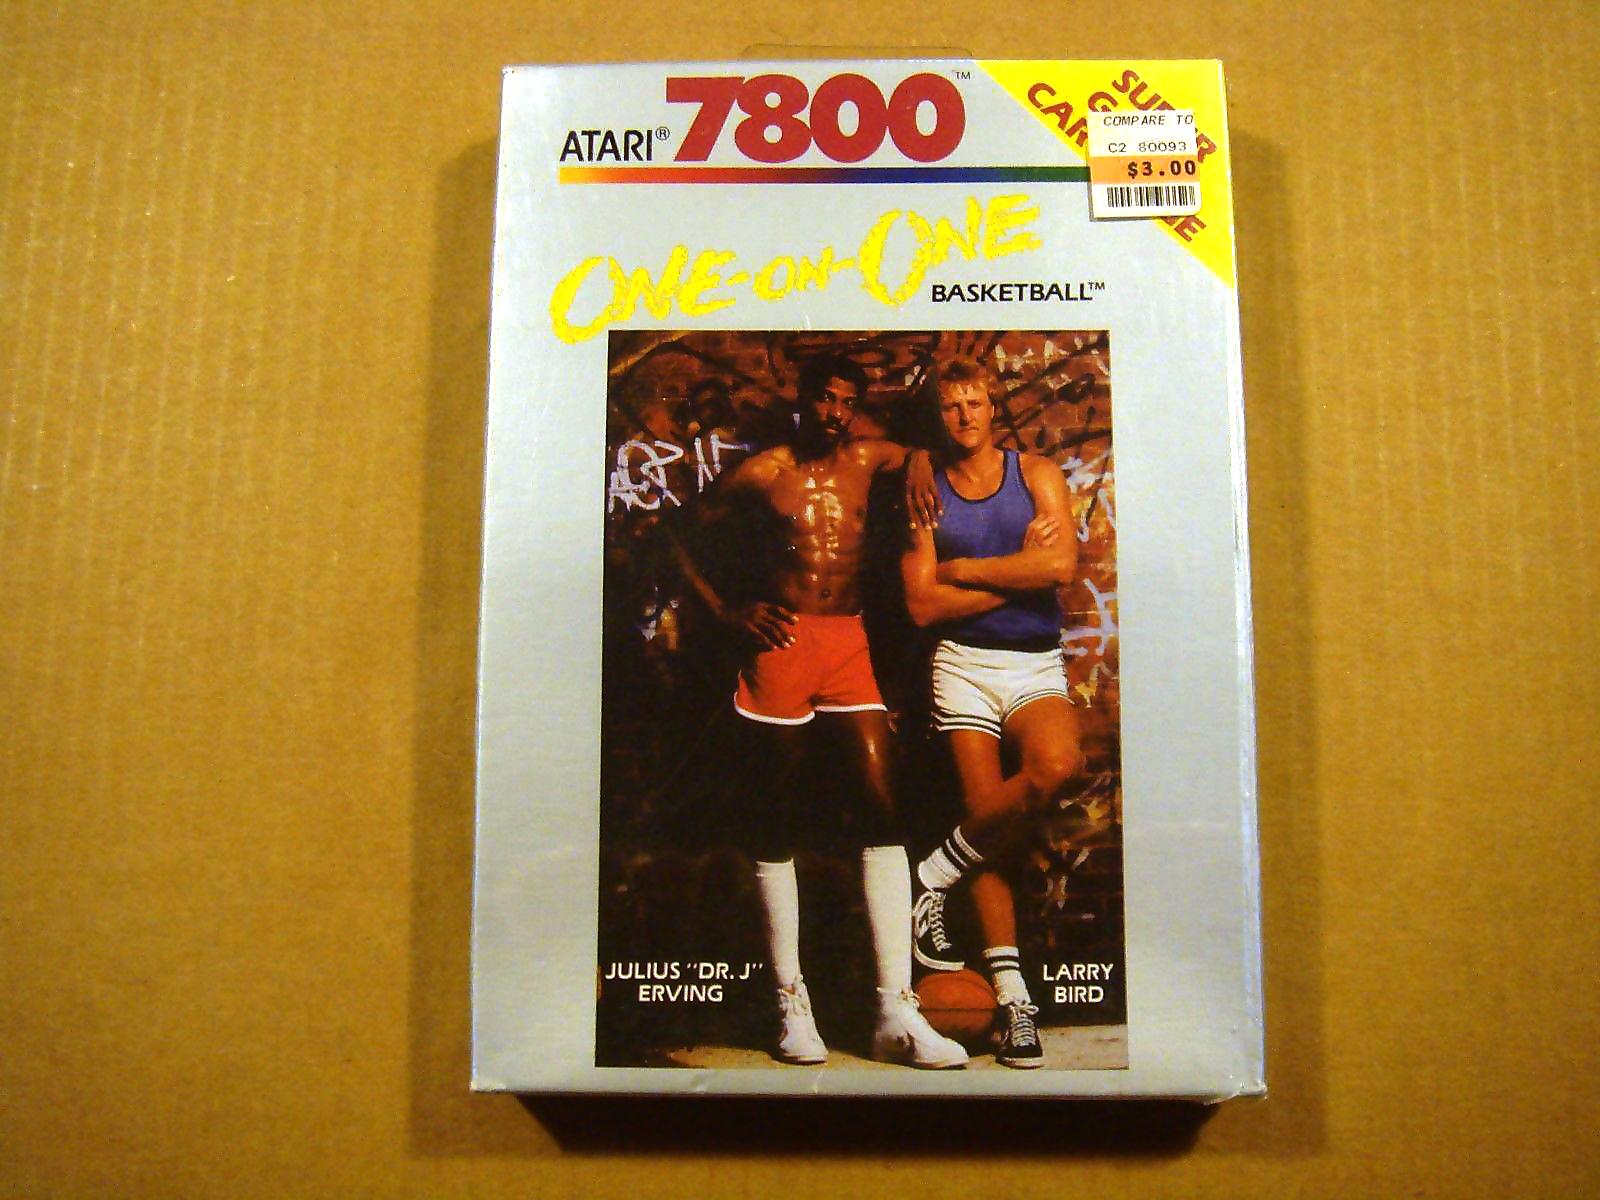 ATARI® 7800™
COMPARE TO
C2 80093
$3.00
ONE-ON-ONE
BASKETBALL™
JULIUS "DR. J"
ERVING
LARRY
BIRD